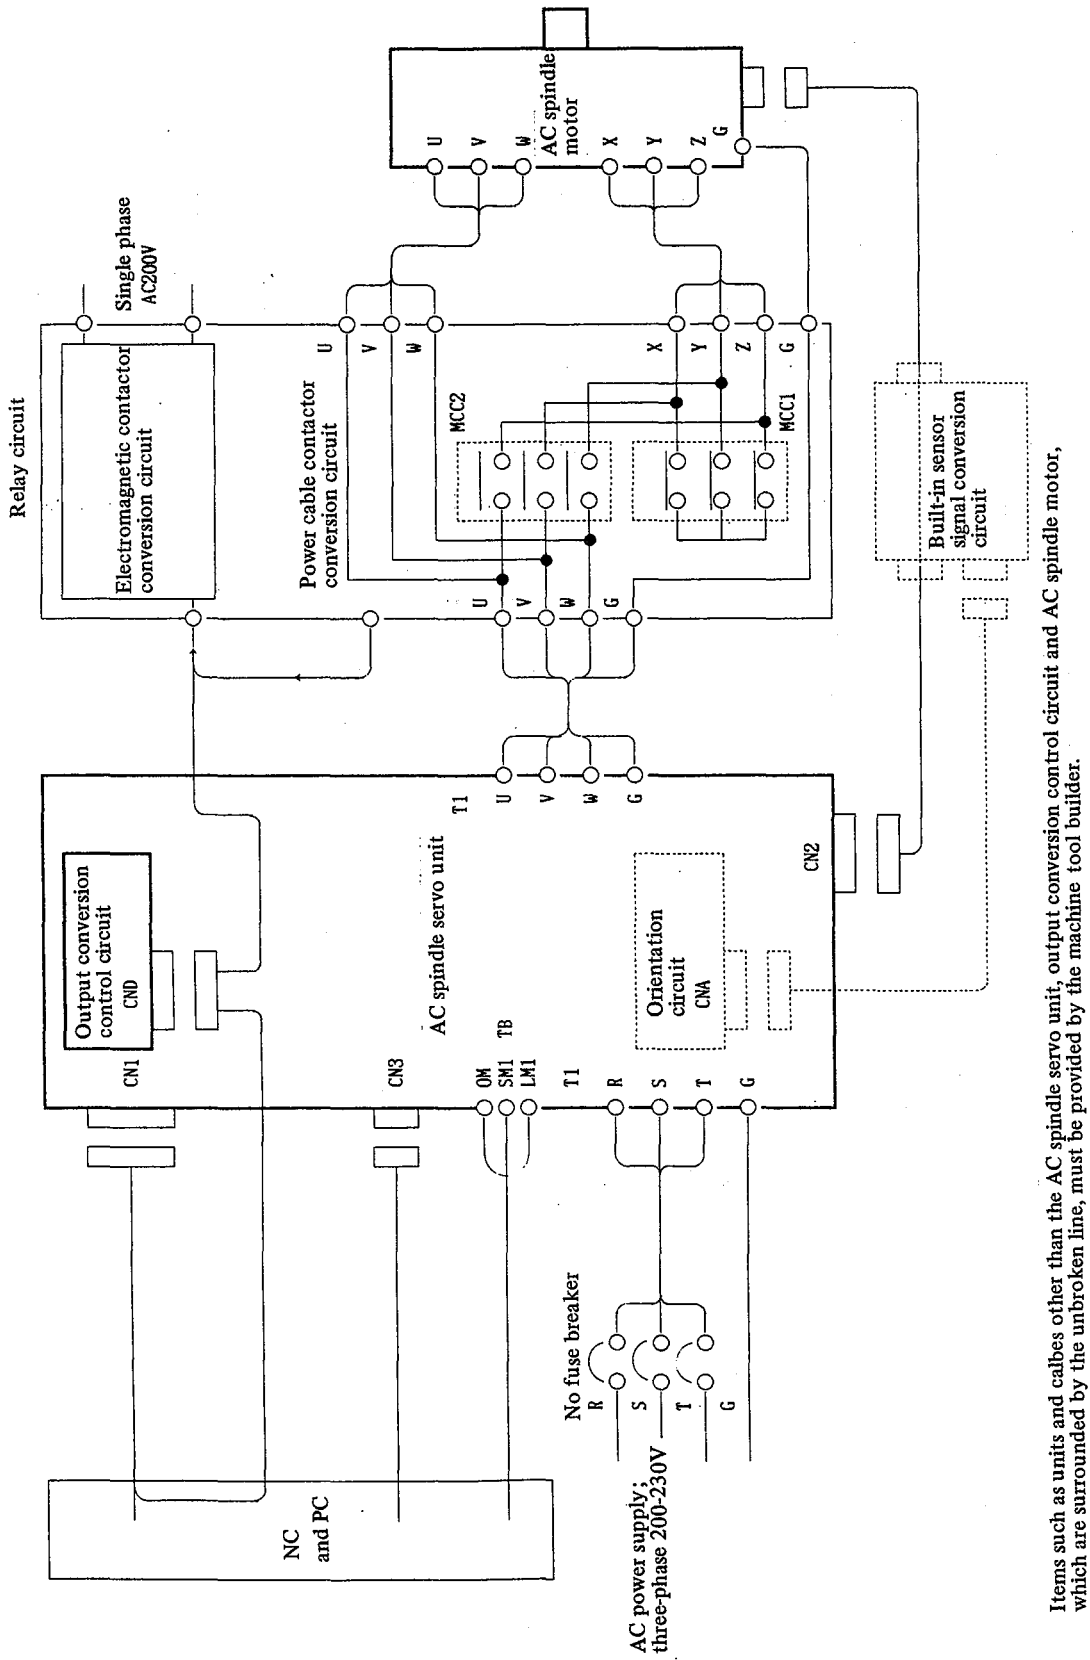 Relay circuit
Electromagnetic contactor
conversion circuit
Single phase
AC200V
Power cable contactor
conversion circuit
U
V
W
X
Y
Z
G
MCC2
MCC1
U
V
W
G
AC spindle
motor
U
V
W
X
Y
Z
G
Built-in sensor
signal conversion
circuit
Output conversion
control circuit
CND
AC spindle servo unit
T1
U
V
W
G
CN1
CN3
OM
SM1
LM1
TB
T1
R
S
T
G
Orientation
circuit
CNA
CN2
NC
and PC
No fuse breaker
R
S
T
G
AC power supply;
three-phase 200-230V
Items such as units and calbes other than the AC spindle servo unit, output conversion control circuit and AC spindle motor,
which are surrounded by the unbroken line, must be provided by the machine tool builder.